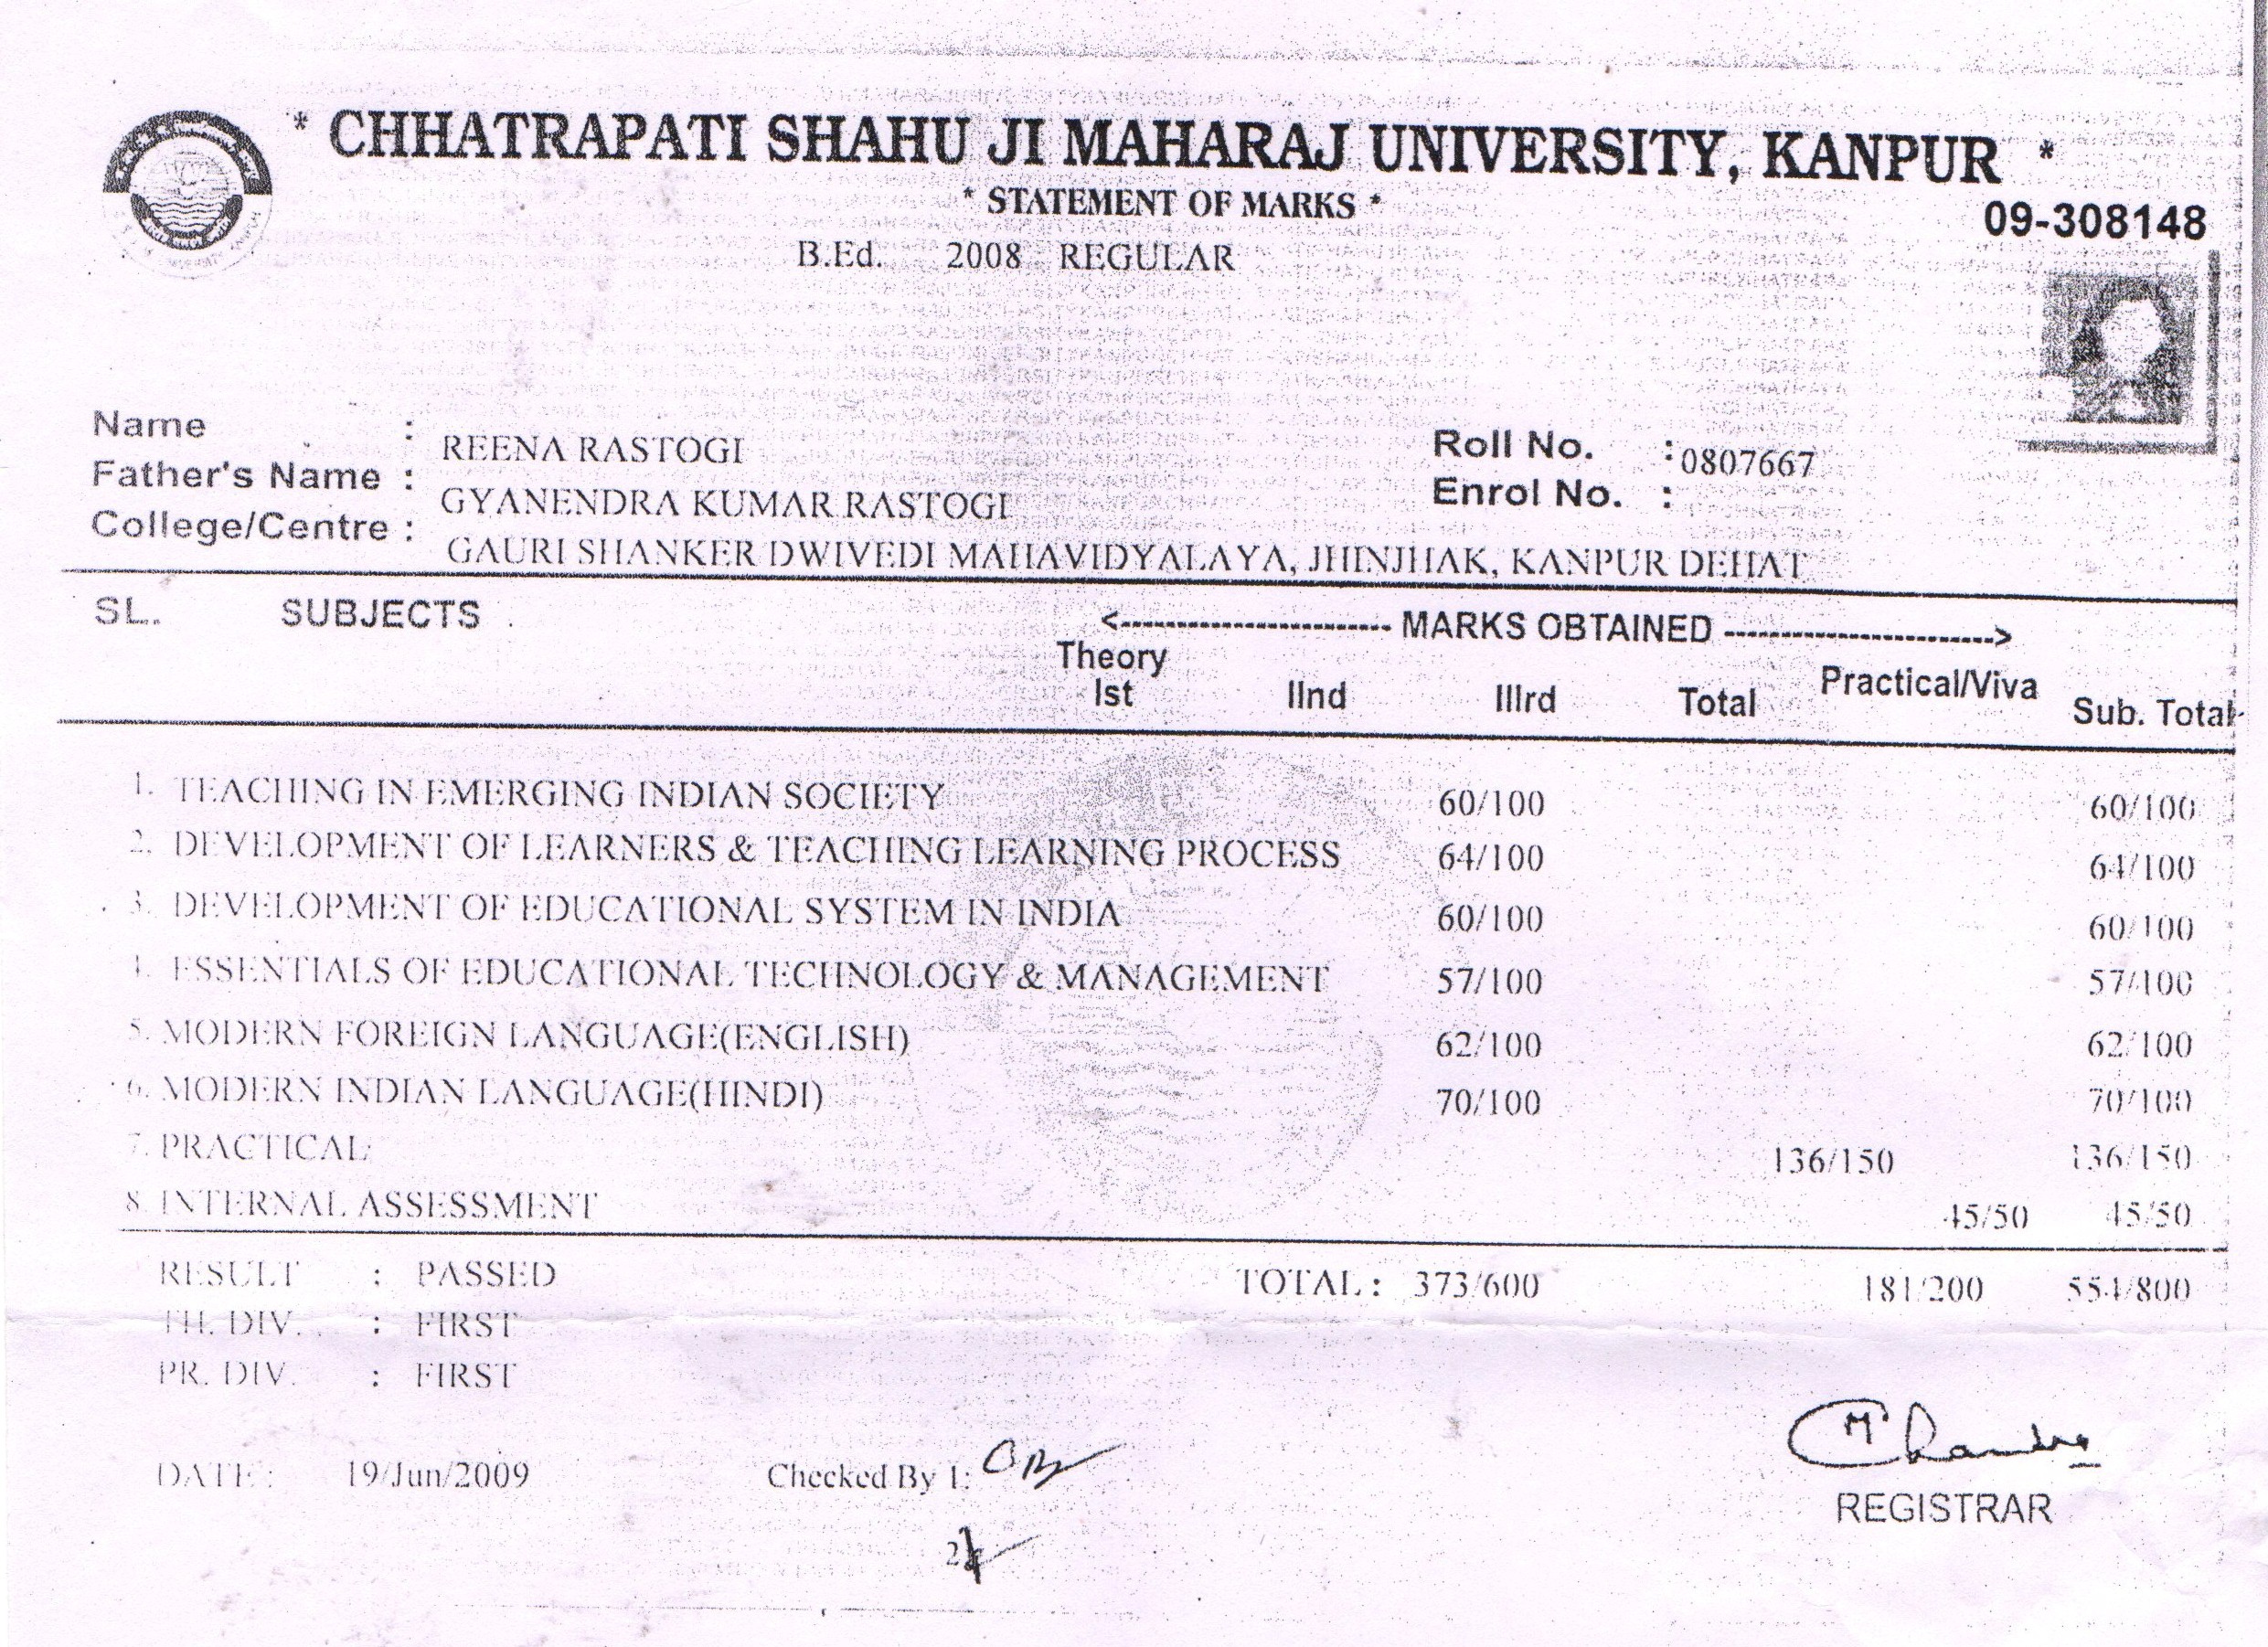 * CHHATRAPATI SHAHU JI MAHARAJ UNIVERSITY, KANPUR *
* STATEMENT OF MARKS *
09-308148
B.Ed. 2008 REGULAR
Name : REENA RASTOGI
Roll No. : 0807667
Father's Name : GYANENDRA KUMAR RASTOGI
Enrol No. :
College/Centre : GAURI SHANKER DWIVEDI MAHAVIDYALAYA, JHINJHAK, KANPUR DEHAT
SL. SUBJECTS <------------------------ MARKS OBTAINED ------------------------>
Theory
Ist IInd IIIrd Total Practical/Viva Sub. Total
1. TEACHING IN EMERGING INDIAN SOCIETY 60/100 60/100
2. DEVELOPMENT OF LEARNERS & TEACHING LEARNING PROCESS 64/100 64/100
3. DEVELOPMENT OF EDUCATIONAL SYSTEM IN INDIA 60/100 60/100
4. ESSENTIALS OF EDUCATIONAL TECHNOLOGY & MANAGEMENT 57/100 57/100
5. MODERN FOREIGN LANGUAGE(ENGLISH) 62/100 62/100
6. MODERN INDIAN LANGUAGE(HINDI) 70/100 70/100
7. PRACTICAL 136/150 136/150
8. INTERNAL ASSESSMENT 45/50 45/50
RESULT : PASSED TOTAL : 373/600 181/200 554/800
TH. DIV. : FIRST
PR. DIV. : FIRST
DATE : 19/Jun/2009 Checked By 1:
2
REGISTRAR